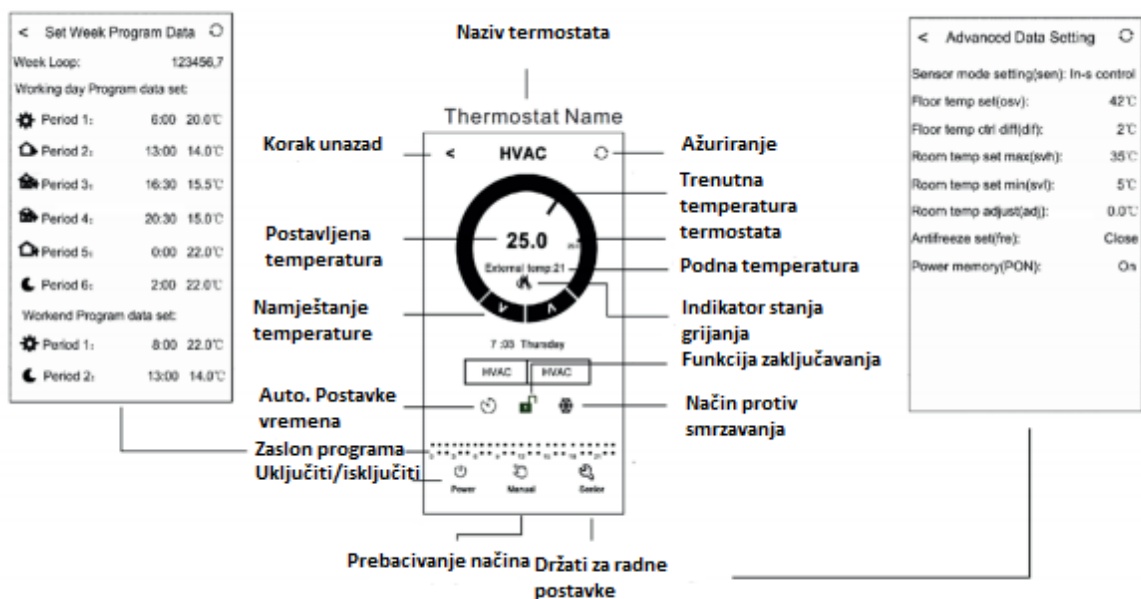 < Set Week Program Data
Week Loop: 123456,7
Working day Program data set:
Period 1: 6:00 20.0℃
Period 2: 13:00 14.0℃
Period 3: 16:30 15.5℃
Period 4: 20:30 15.0℃
Period 5: 0:00 22.0℃
Period 6: 2:00 22.0℃
Workend Program data set:
Period 1: 8:00 22.0℃
Period 2: 13:00 14.0℃
Naziv termostata
Thermostat Name
Korak unazad
< HVAC
Ažuriranje
Trenutna
temperatura
termostata
Postavljena
temperatura
25.0
External temp:21
Podna temperatura
Namještanje
temperature
Indikator stanja
grijanja
7 :03 Thursday
Funkcija zaključavanja
HVAC HVAC
Auto. Postavke
vremena
Način protiv
smrzavanja
Zaslon programa
Uključiti/isključiti
Power Manual
Prebacivanje načina
Držati za radne
postavke
< Advanced Data Setting
Sensor mode setting(sen): In-s control
Floor temp set(osv): 42℃
Floor temp ctrl diff(dif): 2℃
Room temp set max(svh): 35℃
Room temp set min(svl): 5℃
Room temp adjust(adj): 0.0℃
Antifreeze set(fre): Close
Power memory(PON): On